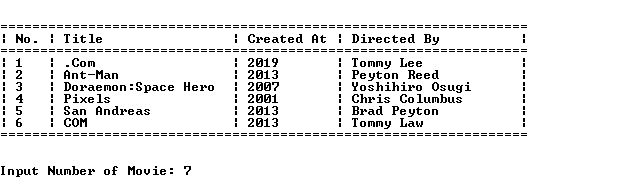 ==================================================================
¦ No. ¦ Title                ¦ Created At ¦ Directed By          ¦
==================================================================
¦ 1   ¦ .Com                 ¦ 2019       ¦ Tommy Lee            ¦
¦ 2   ¦ Ant-Man              ¦ 2013       ¦ Peyton Reed          ¦
¦ 3   ¦ Doraemon:Space Hero  ¦ 2007       ¦ Yoshihiro Osugi      ¦
¦ 4   ¦ Pixels               ¦ 2001       ¦ Chris Columbus       ¦
¦ 5   ¦ San Andreas          ¦ 2013       ¦ Brad Peyton          ¦
¦ 6   ¦ COM                  ¦ 2013       ¦ Tommy Law            ¦
==================================================================
Input Number of Movie: 7